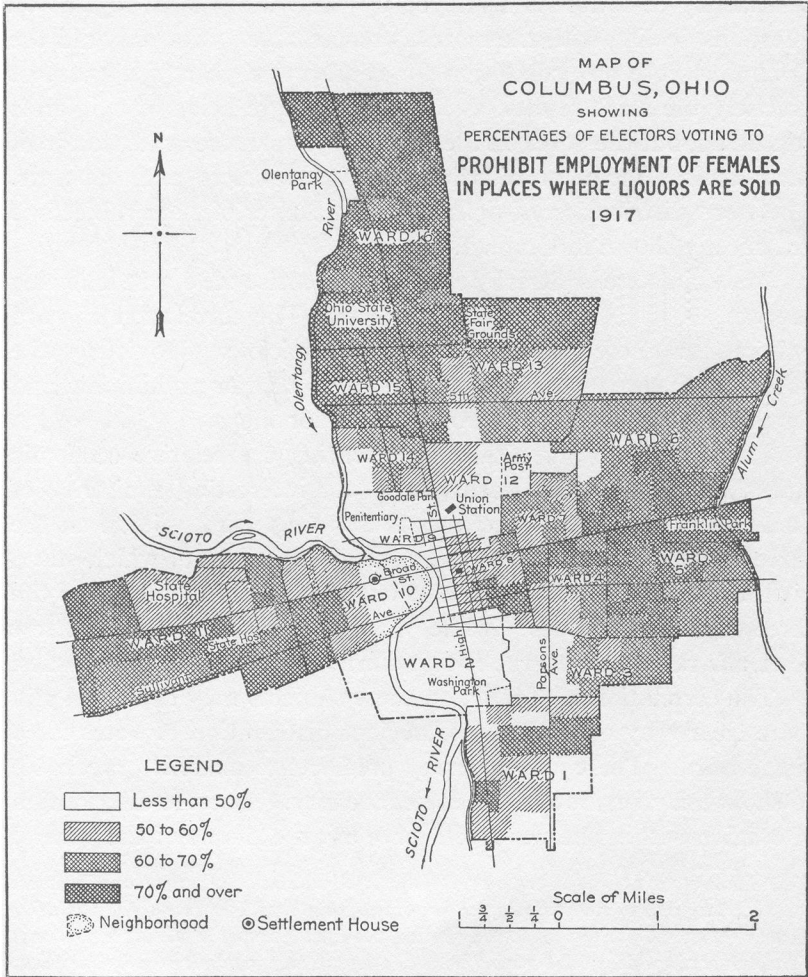 MAP OF
COLUMBUS, OHIO
SHOWING
PERCENTAGES OF ELECTORS VOTING TO
PROHIBIT EMPLOYMENT OF FEMALES
IN PLACES WHERE LIQUORS ARE SOLD
1917
N
Olentangy
Park
River
WARD 16
Ohio State
University
State
Fair
Grounds
Olentangy
WARD 13
WARD 15
5th Ave.
Alum Creek
WARD 6
WARD 14
Army
Post
WARD 12
Goodale Park
St.
Union
Station
Penitentiary
WARD 7
Franklin Park
SCIOTO RIVER
WARD 9
WARD 8
WARD 5
Broad
St.
WARD 4
State
Hospital
WARD 10
Ave
WARD 11
State Hos.
High
WARD 2
Parsons
Ave.
WARD 3
Sullivant
Washington
Park
WARD 1
SCIOTO RIVER
LEGEND
Less than 50%
50 to 60%
60 to 70%
70% and over
Neighborhood
Settlement House
Scale of Miles
1 3/4 1/2 1/4 0 1 2